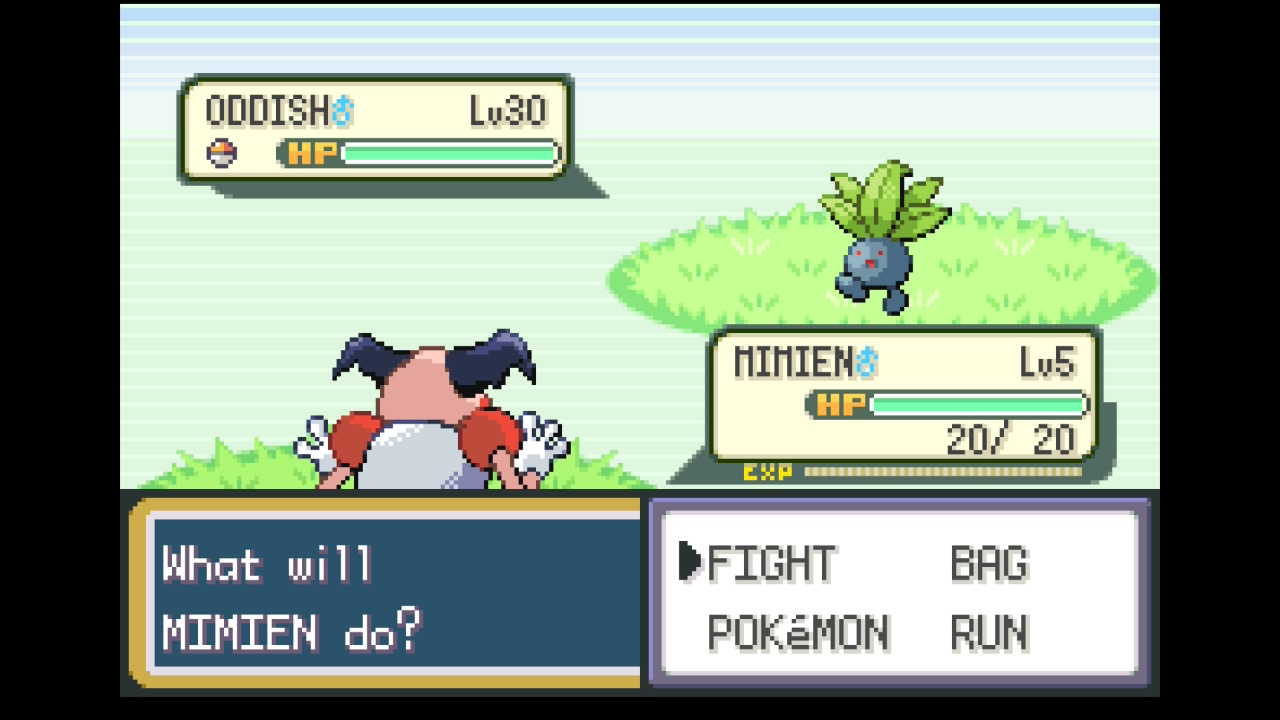 ODDISH♂ Lv30
HP
MIMIEN♂ Lv5
HP
20/ 20
EXP
What will
MIMIEN do?
FIGHT BAG
POKéMON RUN